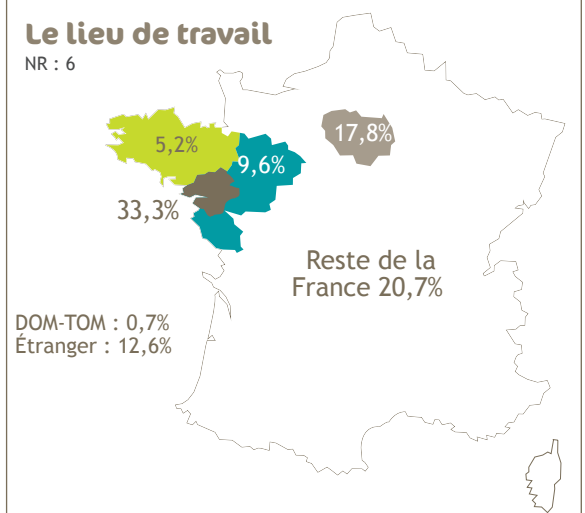 Le lieu de travail
NR : 6
17,8%
5,2%
9,6%
33,3%
Reste de la
France 20,7%
DOM-TOM : 0,7%
Étranger : 12,6%